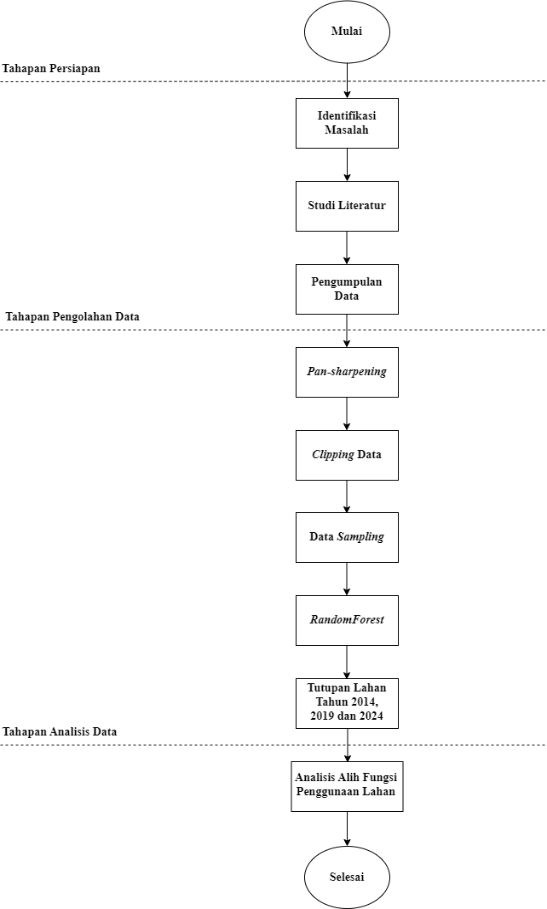 Mulai
Tahapan Persiapan
Identifikasi
Masalah
Studi Literatur
Pengumpulan
Data
Tahapan Pengolahan Data
Pan-sharpening
Clipping Data
Data Sampling
RandomForest
Tutupan Lahan
Tahun 2014,
2019 dan 2024
Tahapan Analisis Data
Analisis Alih Fungsi
Penggunaan Lahan
Selesai